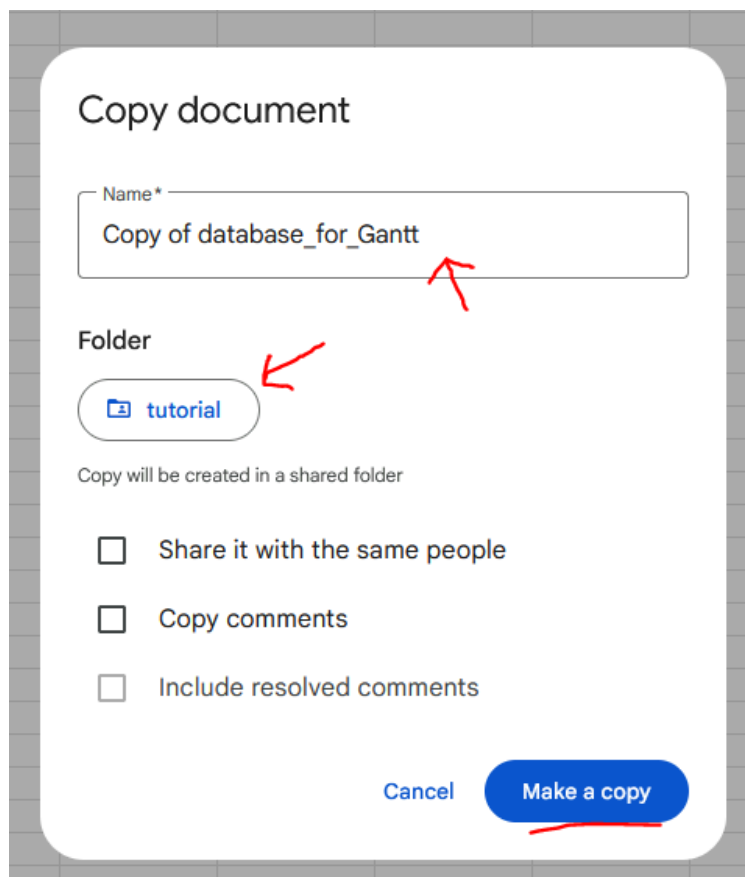 Copy document
Name*
Copy of database_for_Gantt
Folder
tutorial
Copy will be created in a shared folder
Share it with the same people
Copy comments
Include resolved comments
Cancel Make a copy